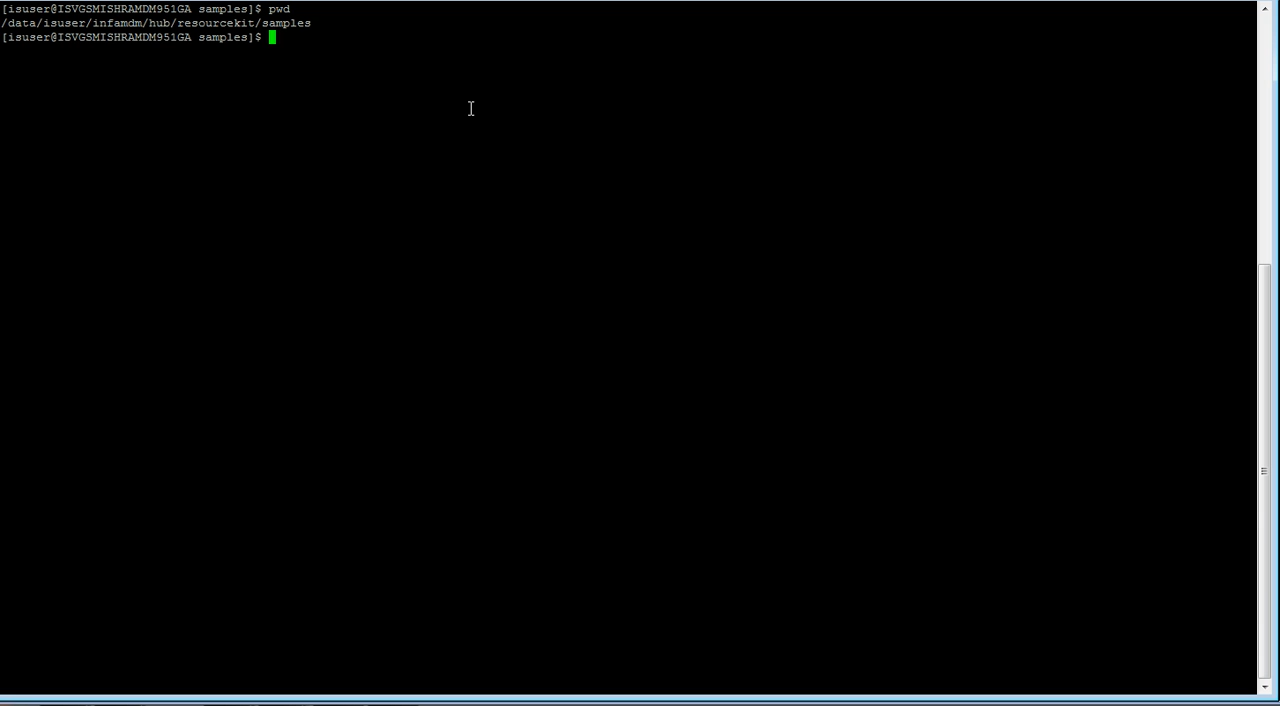 [isuser@ISVGSMISHRAMDM951GA samples]$ pwd
/data/isuser/infamdm/hub/resourcekit/samples
[isuser@ISVGSMISHRAMDM951GA samples]$